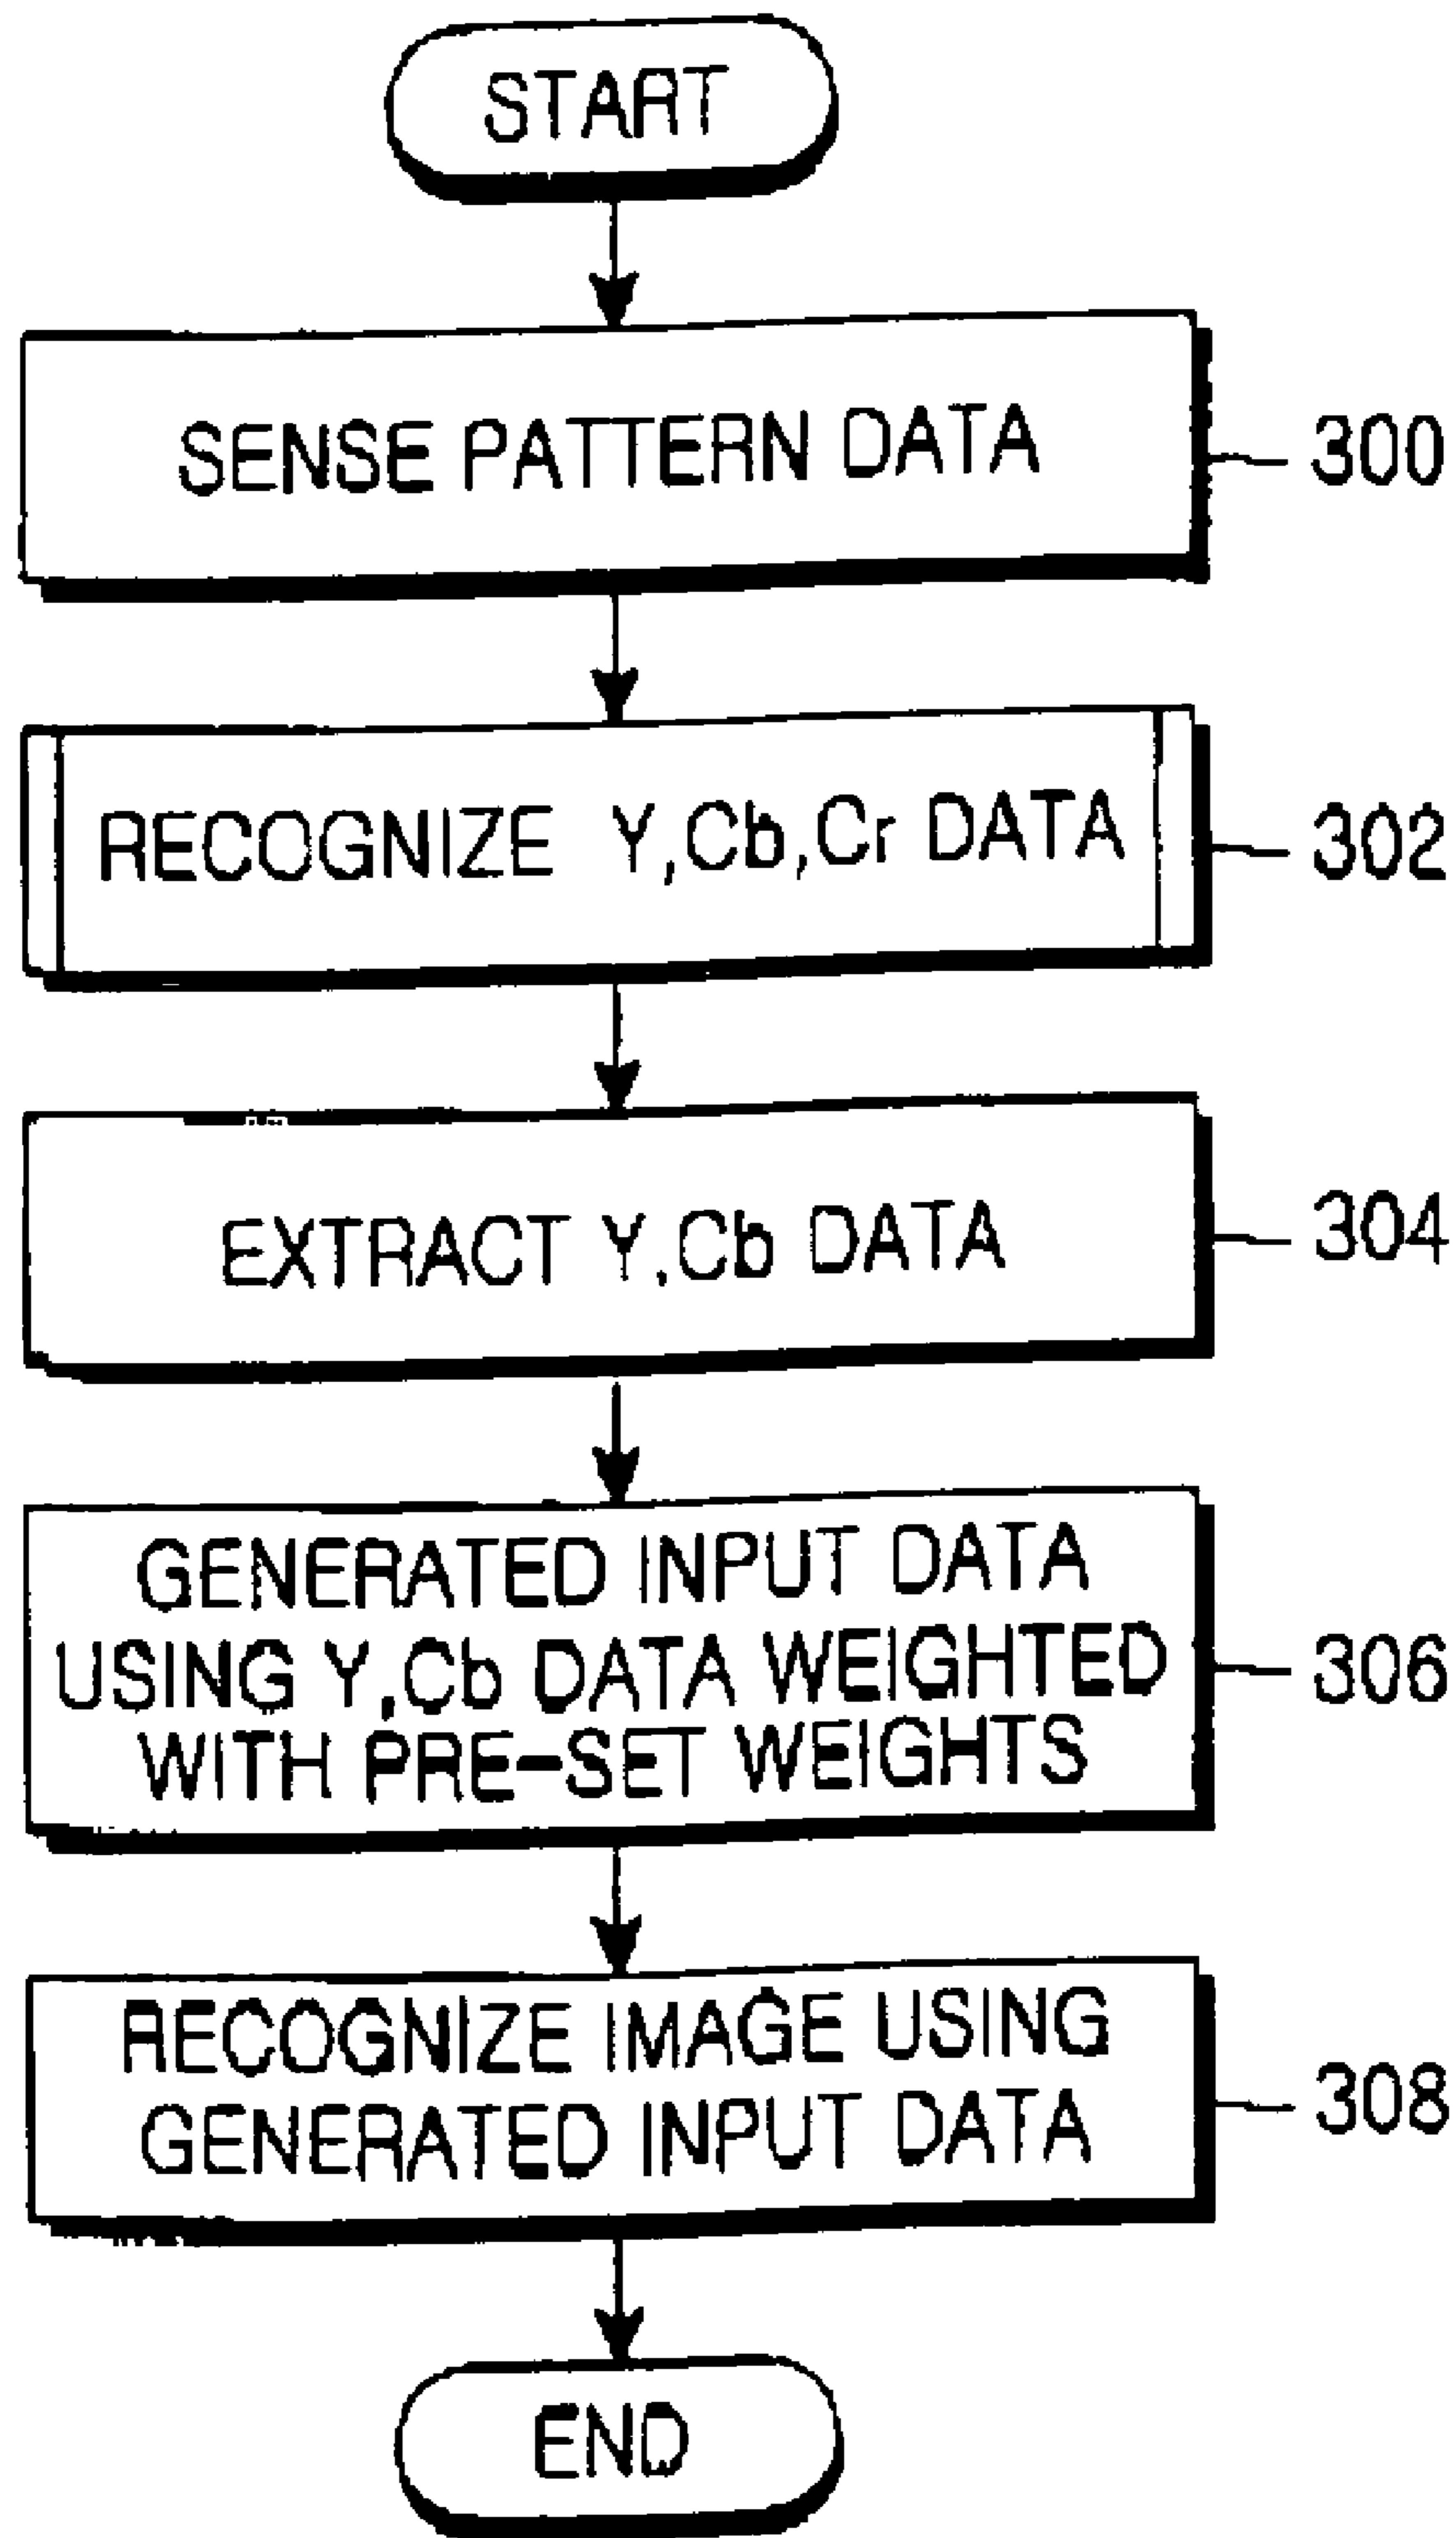 START
SENSE PATTERN DATA
300
RECOGNIZE Y,Cb,Cr DATA
302
EXTRACT Y,Cb DATA
304
GENERATED INPUT DATA
USING Y,Cb DATA WEIGHTED
WITH PRE-SET WEIGHTS
306
RECOGNIZE IMAGE USING
GENERATED INPUT DATA
308
END